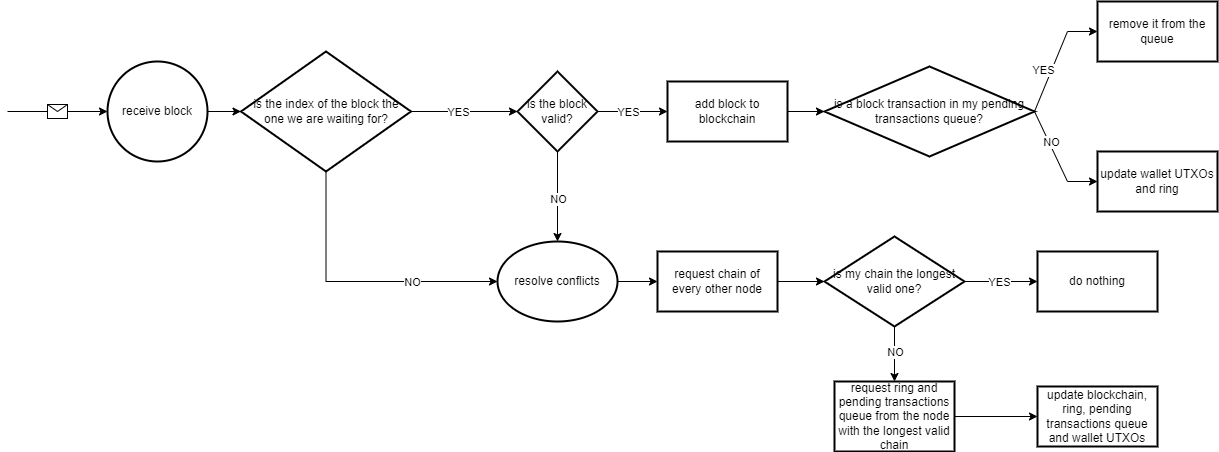 receive block
is the index of the block the
one we are waiting for?
YES
is the block
valid?
YES
add block to
blockchain
is a block transaction in my pending
transactions queue?
YES
remove it from the
queue
NO
update wallet UTXOs
and ring
NO
NO
resolve conflicts
request chain of
every other node
is my chain the longest
valid one?
YES
do nothing
NO
request ring and
pending transactions
queue from the node
with the longest valid
chain
update blockchain,
ring, pending
transactions queue
and wallet UTXOs